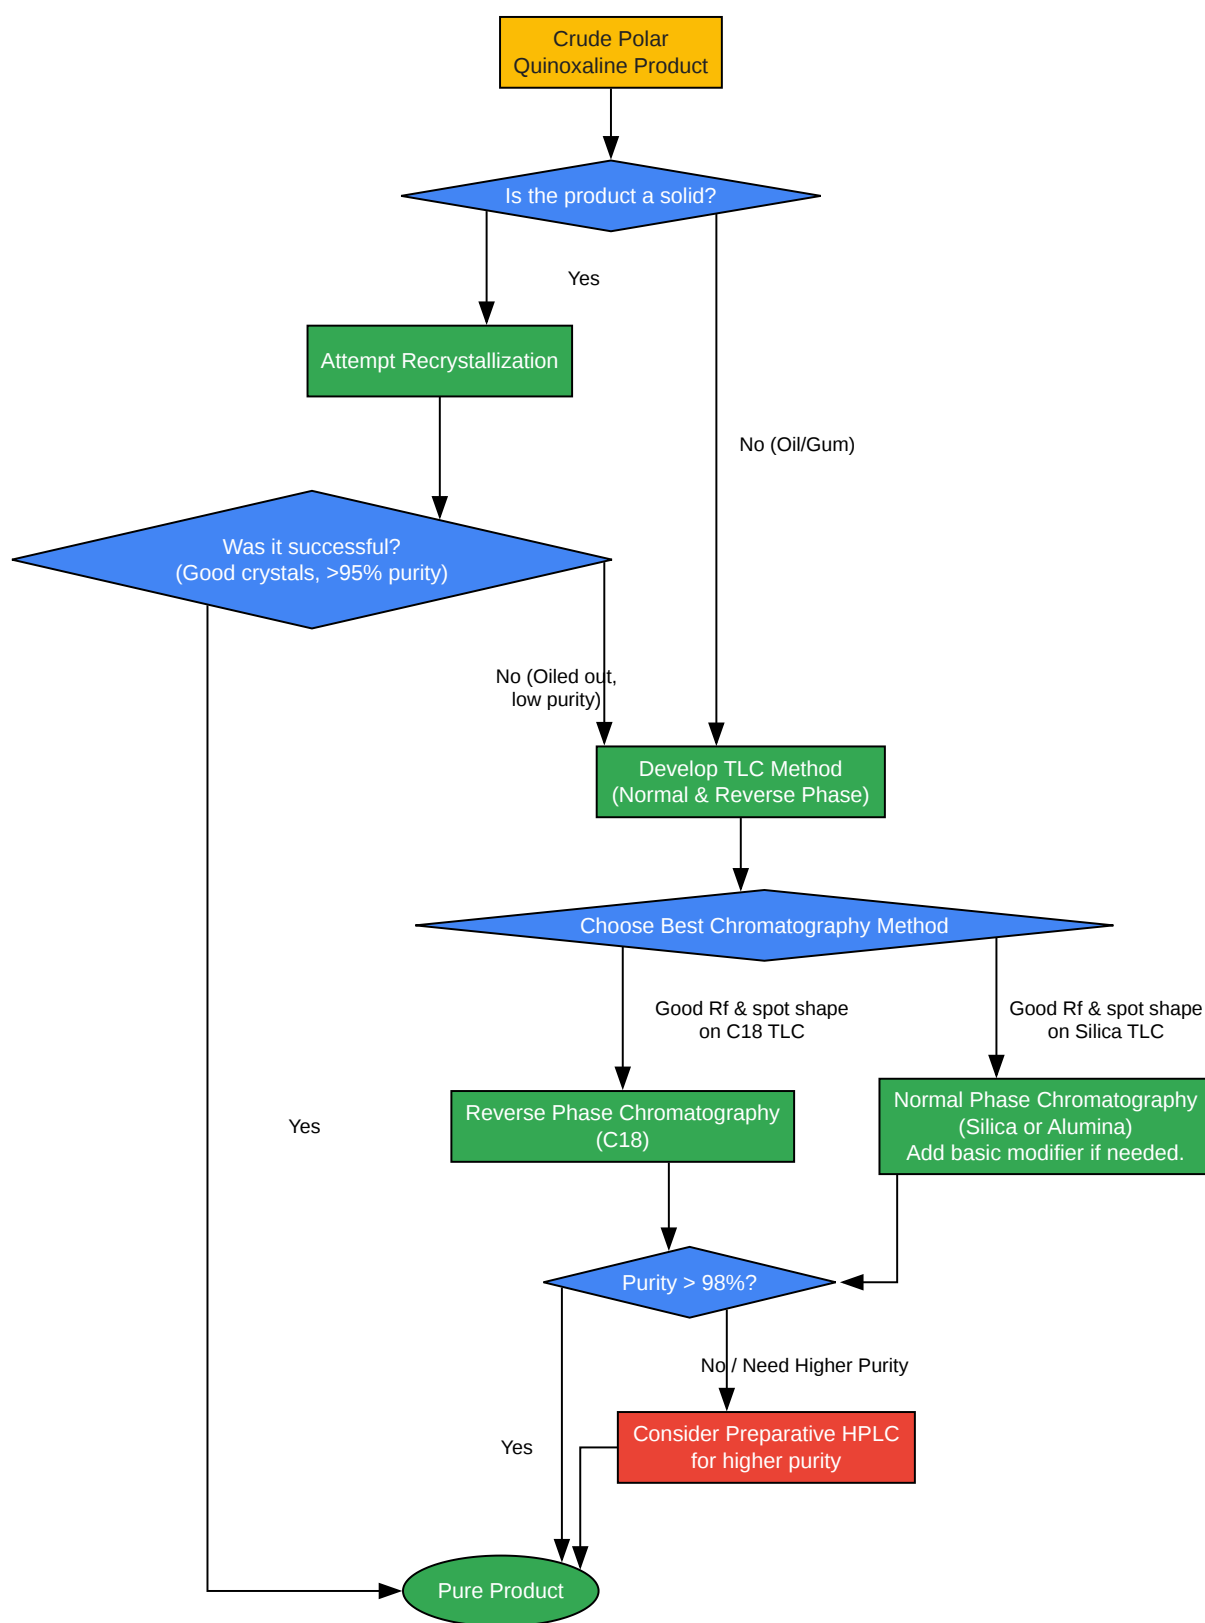 Crude Polar
Quinoxaline Product
Is the product a solid?
Yes
Attempt Recrystallization
No (Oil/Gum)
Was it successful?
(Good crystals, >95% purity)
No (Oiled out,
low purity)
Develop TLC Method
(Normal & Reverse Phase)
Choose Best Chromatography Method
Good Rf & spot shape
on C18 TLC
Good Rf & spot shape
on Silica TLC
Reverse Phase Chromatography
(C18)
Normal Phase Chromatography
(Silica or Alumina)
Add basic modifier if needed.
Yes
Purity > 98%?
No / Need Higher Purity
Yes
Consider Preparative HPLC
for higher purity
Pure Product